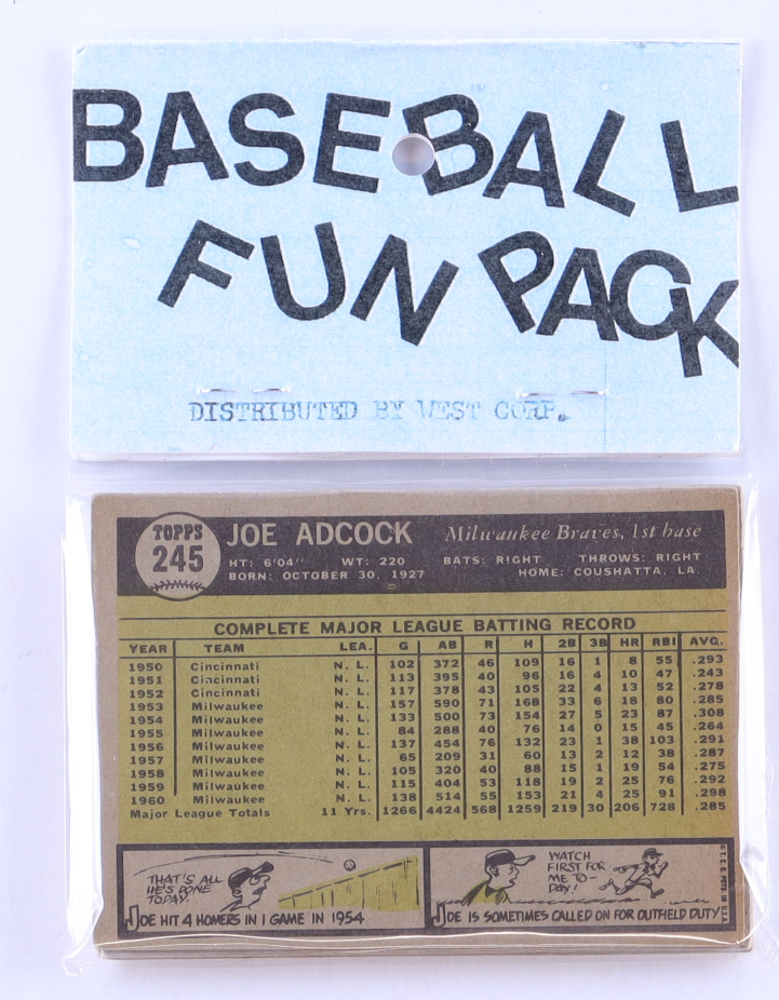 BASEBALL
FUN PACK
DISTRIBUTED BY WEST CORP.
TOPPS
245
JOE ADCOCK
Milwaukee Braves, 1st base
HT: 6'04" WT: 220 BATS: RIGHT THROWS: RIGHT
BORN: OCTOBER 30, 1927 HOME: COUSHATTA, LA.
COMPLETE MAJOR LEAGUE BATTING RECORD
YEAR TEAM LEA. G AB R H 2B 3B HR RBI AVG.
1950 Cincinnati N. L. 102 372 46 109 16 1 8 55 .293
1951 Cincinnati N. L. 113 395 40 96 16 4 10 47 .243
1952 Cincinnati N. L. 117 378 43 105 22 4 13 52 .278
1953 Milwaukee N. L. 157 590 71 168 33 6 18 80 .285
1954 Milwaukee N. L. 133 500 73 154 27 5 23 87 .308
1955 Milwaukee N. L. 84 288 40 76 14 0 15 45 .264
1956 Milwaukee N. L. 137 454 76 132 23 1 38 103 .291
1957 Milwaukee N. L. 65 209 31 60 13 2 12 38 .287
1958 Milwaukee N. L. 105 320 40 88 15 1 19 54 .275
1959 Milwaukee N. L. 115 404 53 118 19 2 25 76 .292
1960 Milwaukee N. L. 138 514 55 153 21 4 25 91 .298
Major League Totals 11 Yrs. 1266 4424 568 1259 219 30 206 728 .285
THAT'S ALL
HE'S DONE
TODAY.
JOE HIT 4 HOMERS IN 1 GAME IN 1954
WATCH
FIRST FOR
ME TO-
DAY!
JOE IS SOMETIMES CALLED ON FOR OUTFIELD DUTY
© T.C.G. PRTD. IN U.S.A.